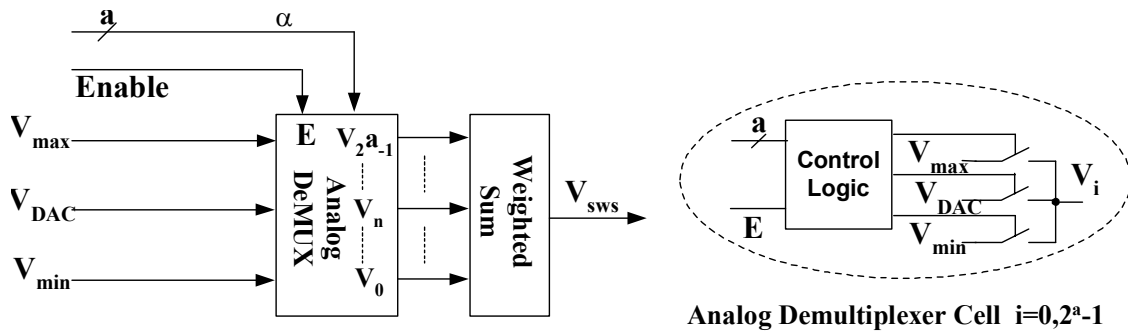 a α
Enable
Vmax
VDAC
Vmin
E
Analog DeMUX
V2a-1
Vn
V0
Weighted Sum
Vsws
a
E
Control Logic
Vmax
VDAC
Vmin
Vi
Analog Demultiplexer Cell i=0,2ª-1